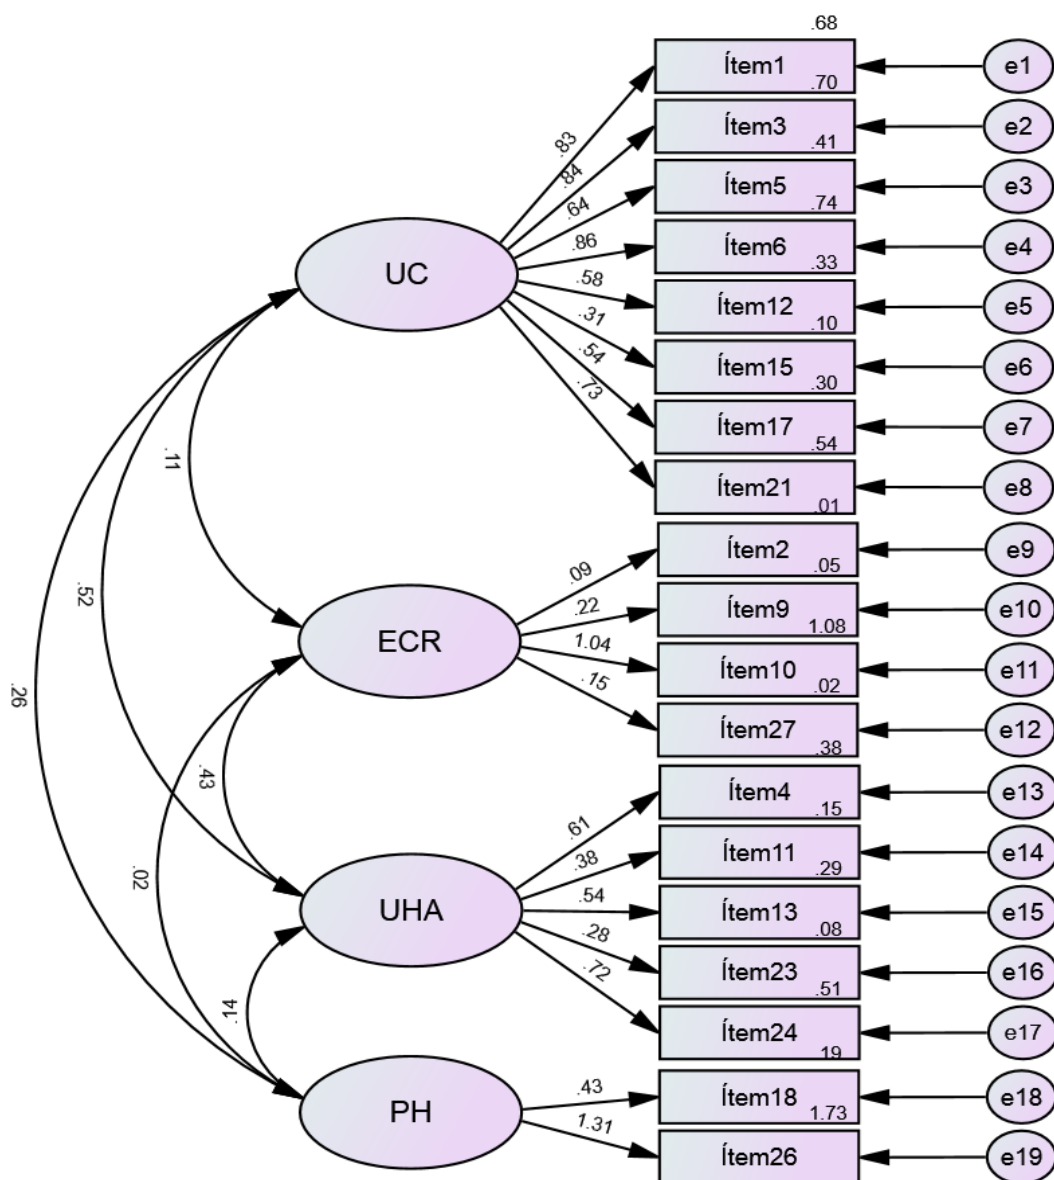 .68
Ítem1
e1
.83
.70
Ítem3
e2
.84
.41
Ítem5
e3
.64
.74
Ítem6
e4
.86
.33
UC
Ítem12
e5
.58
.10
Ítem15
e6
.31
.30
Ítem17
e7
.54
.54
Ítem21
e8
.73
.01
.11
Ítem2
e9
.09
.05
Ítem9
e10
.22
1.08
ECR
Ítem10
e11
1.04
.02
Ítem27
e12
.15
.38
.52
.26
.43
Ítem4
e13
.61
.15
Ítem11
e14
.38
.29
UHA
Ítem13
e15
.54
.08
.02
Ítem23
e16
.28
.51
Ítem24
e17
.72
19
.14
Ítem18
e18
.43
1.73
PH
Ítem26
e19
1.31